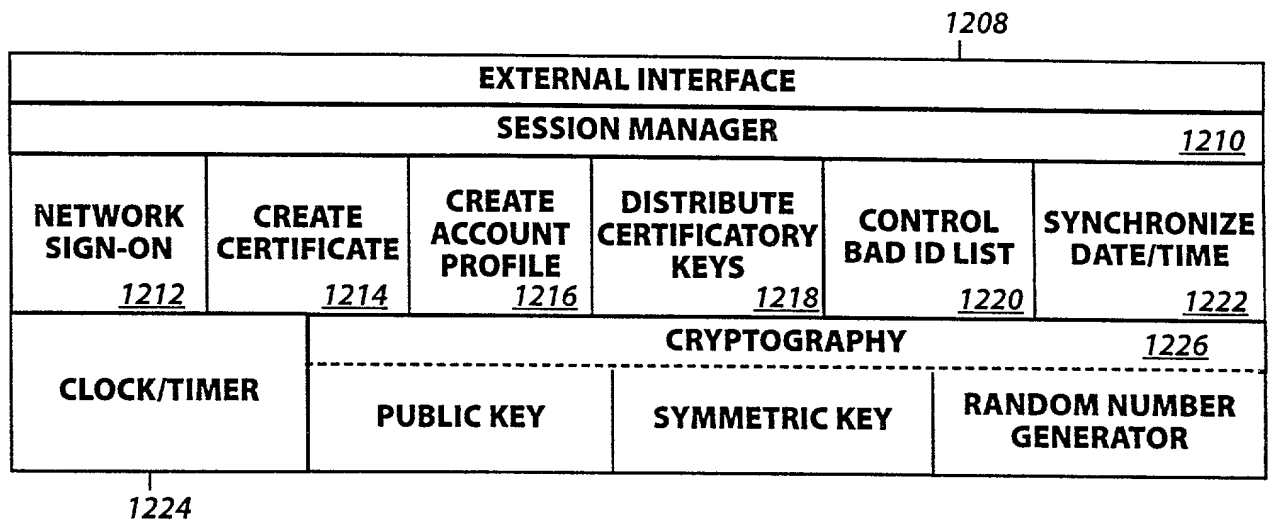 1208
EXTERNAL INTERFACE
SESSION MANAGER
1210
NETWORK
SIGN-ON
1212
CREATE
CERTIFICATE
1214
CREATE
ACCOUNT
PROFILE
1216
DISTRIBUTE
CERTIFICATORY
KEYS
1218
CONTROL
BAD ID LIST
1220
SYNCHRONIZE
DATE/TIME
1222
CLOCK/TIMER
1224
CRYPTOGRAPHY
1226
PUBLIC KEY
SYMMETRIC KEY
RANDOM NUMBER
GENERATOR